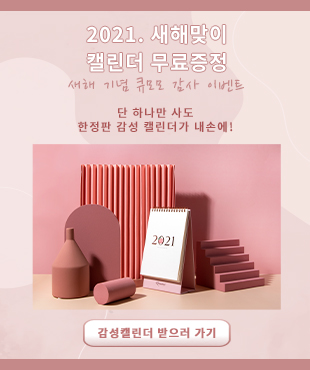 2021. 새해맞이
캘린더 무료증정
새해 기념 큐모모 감사 이벤트
단 하나만 사도
한정판 감성 캘린더가 내손에!
2021
감성캘린더 받으러 가기